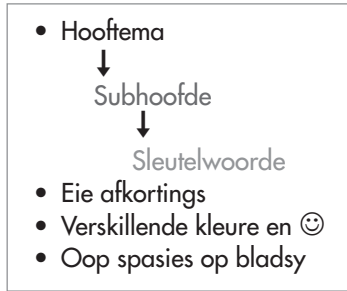 • Hooftema
↓
Subhoofde
↓
Sleutelwoorde
• Eie afkortings
• Verskillende kleure en ☺
• Oop spasies op bladsy